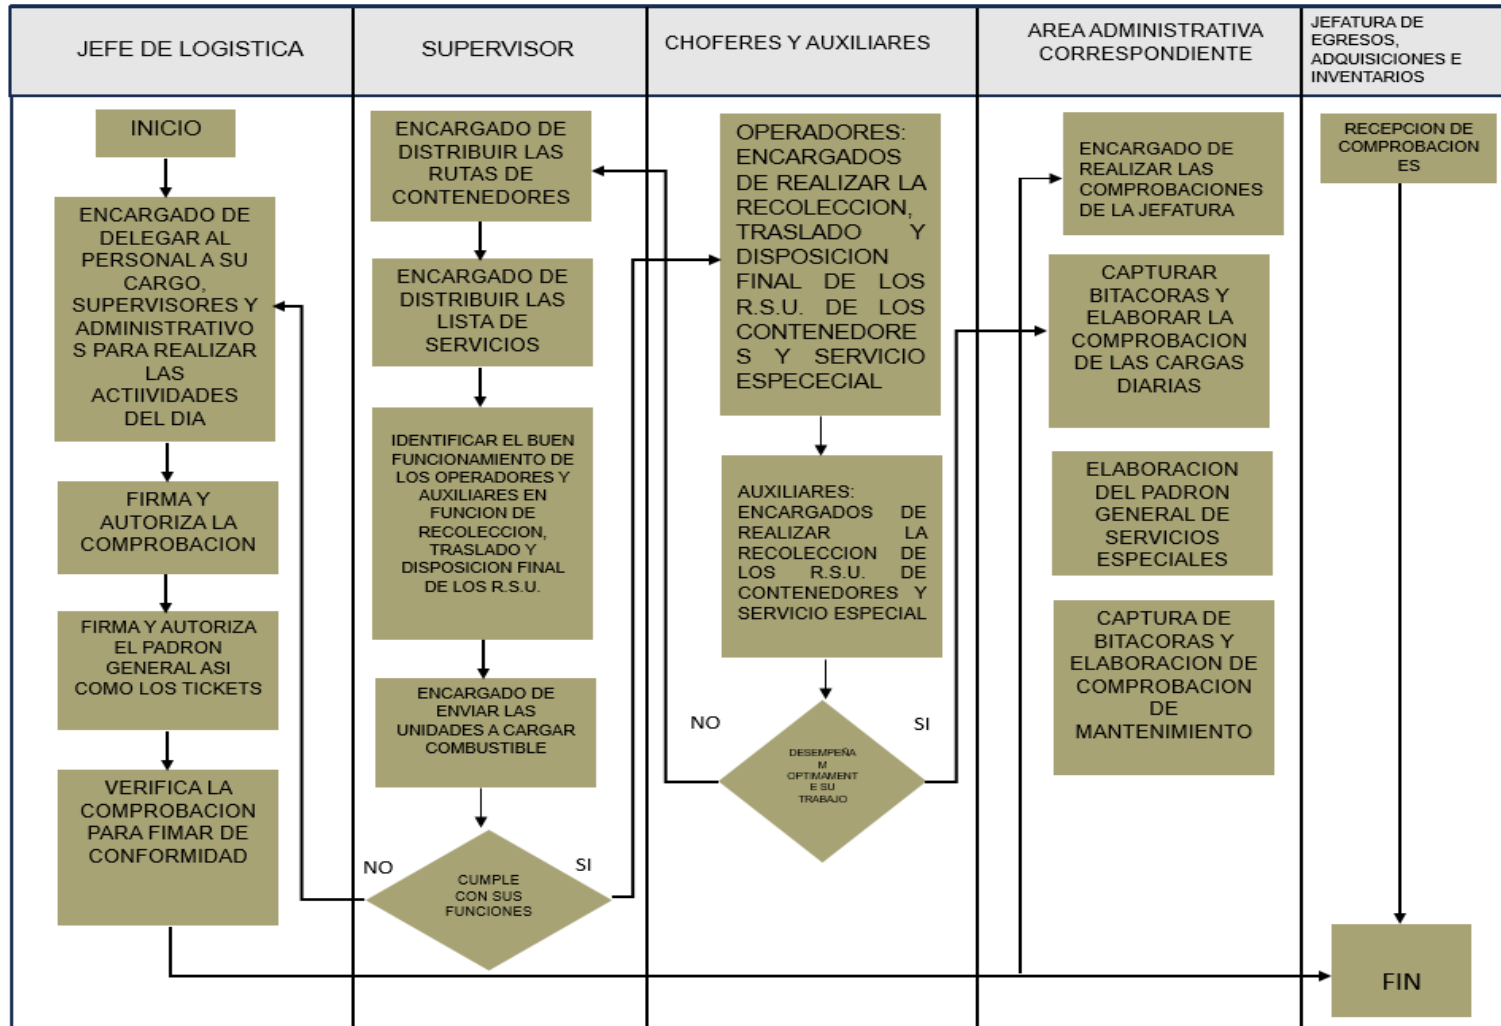 JEFE DE LOGISTICA
SUPERVISOR
CHOFERES Y AUXILIARES
AREA ADMINISTRATIVA
CORRESPONDIENTE
JEFATURA DE
EGRESOS,
ADQUISICIONES E
INVENTARIOS
INICIO
ENCARGADO DE
DELEGAR AL
PERSONAL A SU
CARGO,
SUPERVISORES Y
ADMINISTRATIVO
S PARA REALIZAR
LAS
ACTIIVIDADES
DEL DIA
FIRMA Y
AUTORIZA LA
COMPROBACION
FIRMA Y AUTORIZA
EL PADRON
GENERAL ASI
COMO LOS TICKETS
VERIFICA LA
COMPROBACION
PARA FIMAR DE
CONFORMIDAD
ENCARGADO DE
DISTRIBUIR LAS
RUTAS DE
CONTENEDORES
ENCARGADO DE
DISTRIBUIR LAS
LISTA DE
SERVICIOS
IDENTIFICAR EL BUEN
FUNCIONAMIENTO DE
LOS OPERADORES Y
AUXILIARES EN
FUNCION DE
RECOLECCION,
TRASLADO Y
DISPOSICION FINAL
DE LOS R.S.U.
ENCARGADO DE
ENVIAR LAS
UNIDADES A CARGAR
COMBUSTIBLE
NO
SI
CUMPLE
CON SUS
FUNCIONES
OPERADORES:
ENCARGADOS
DE REALIZAR LA
RECOLECCION,
TRASLADO Y
DISPOSICION
FINAL DE LOS
R.S.U. DE LOS
CONTENEDORE
S Y SERVICIO
ESPECECIAL
AUXILIARES:
ENCARGADOS DE
REALIZAR LA
RECOLECCION DE
LOS R.S.U. DE
CONTENEDORES Y
SERVICIO ESPECIAL
NO
SI
DESEMPEÑA
M
OPTIMAMENT
E SU
TRABAJO
ENCARGADO DE
REALIZAR LAS
COMPROBACIONES
DE LA JEFATURA
CAPTURAR
BITACORAS Y
ELABORAR LA
COMPROBACION
DE LAS CARGAS
DIARIAS
ELABORACION
DEL PADRON
GENERAL DE
SERVICIOS
ESPECIALES
CAPTURA DE
BITACORAS Y
ELABORACION DE
COMPROBACION
DE
MANTENIMIENTO
RECEPCION DE
COMPROBACION
ES
FIN